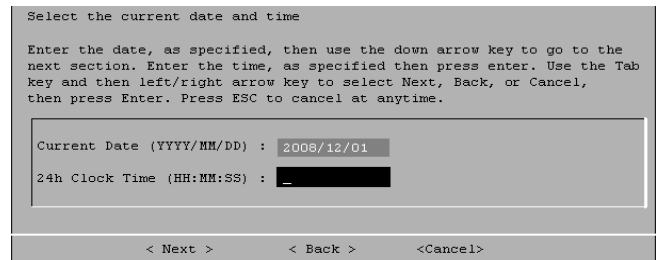 Select the current date and time
Enter the date, as specified, then use the down arrow key to go to the
next section. Enter the time, as specified then press enter. Use the Tab
key and then left/right arrow key to select Next, Back, or Cancel,
then press Enter. Press ESC to cancel at anytime.
Current Date (YYYY/MM/DD) : 2008/12/01
24h Clock Time (HH:MM:SS) : _
< Next > < Back > <Cancel>